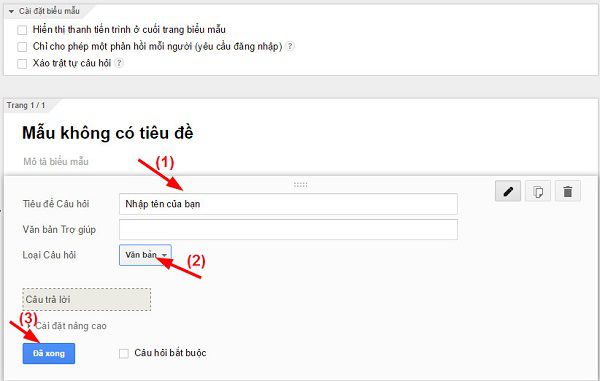 Cài đặt biểu mẫu
Hiển thị thanh tiến trình ở cuối trang biểu mẫu
Chỉ cho phép một phản hồi mỗi người (yêu cầu đăng nhập) ?
Xáo trật tự câu hỏi ?
Trang 1 / 1
Mẫu không có tiêu đề
Mô tả biểu mẫu
(1)
Tiêu đề Câu hỏi Nhập tên của bạn
Văn bản Trợ giúp
Loại Câu hỏi Văn bản
(2)
Câu trả lời
(3)
Cài đặt nâng cao
Đã xong Câu hỏi bắt buộc